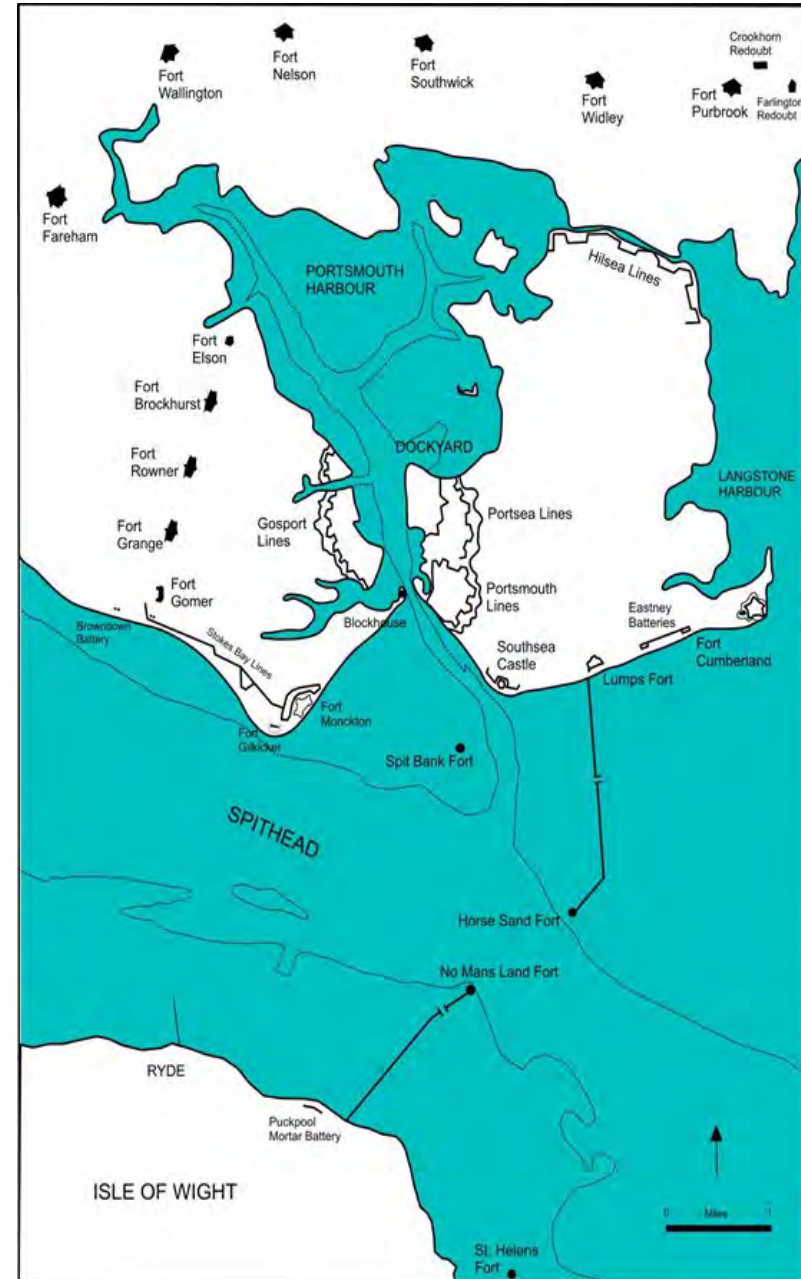 Crookhorn
Redoubt
Fort
Wallington
Fort
Nelson
Fort
Southwick
Fort
Widley
Fort
Purbrook
Farlington
Redoubt
Fort
Fareham
PORTSMOUTH
HARBOUR
Hilsea Lines
Fort
Elson
Fort
Brockhurst
DOCKYARD
Fort
Rowner
LANGSTONE
HARBOUR
Gosport
Lines
Portsea Lines
Fort
Grange
Fort
Gomer
Portsmouth
Lines
Blockhouse
Eastney
Batteries
Browndown
Battery
Stokes Bay Lines
Southsea
Castle
Fort
Cumberland
Lumps Fort
Fort
Monckton
Fort
Gilkicker
Spit Bank Fort
SPITHEAD
Horse Sand Fort
No Mans Land Fort
RYDE
Puckpool
Mortar Battery
ISLE OF WIGHT
0 Miles 1
St. Helens
Fort